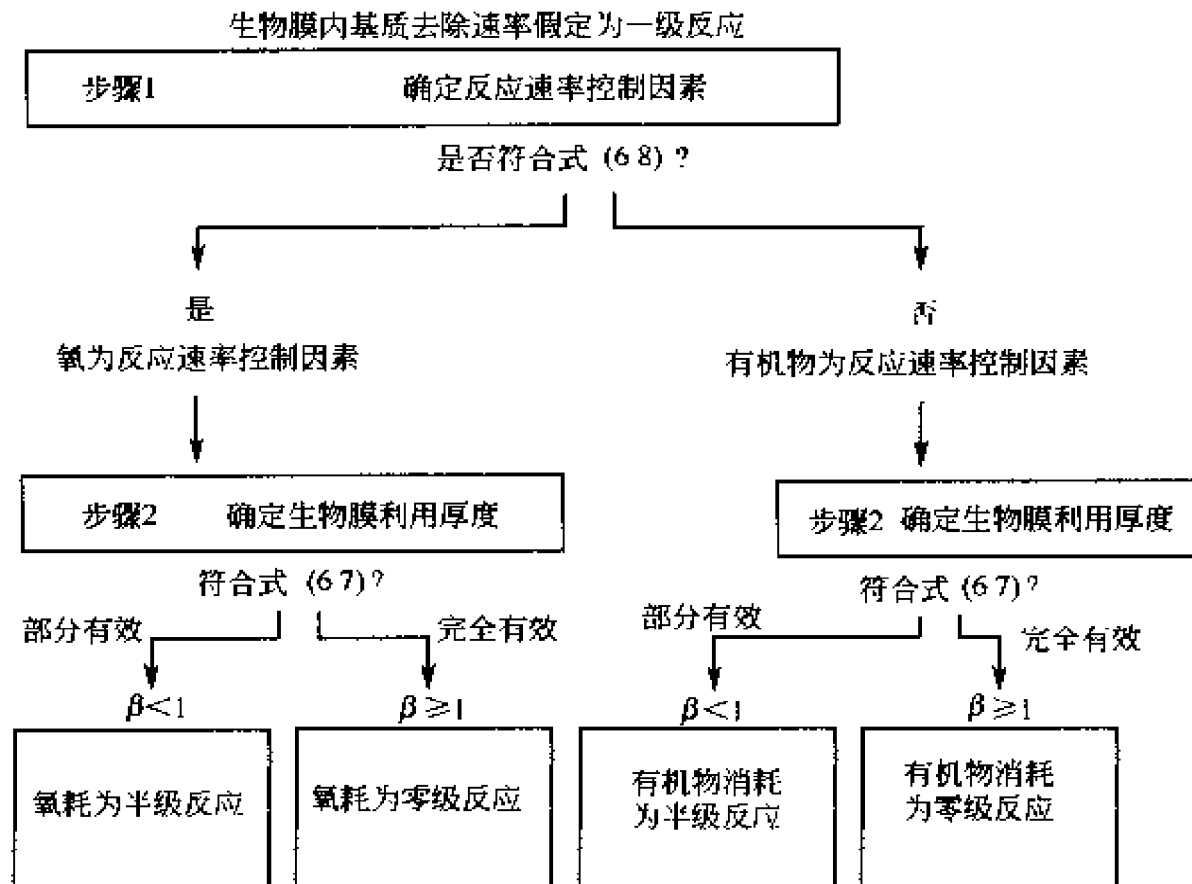 生物膜内基质去除速率假定为一级反应
步骤1 确定反应速率控制因素
是否符合式 (6 8) ?
是
否
氧为反应速率控制因素
有机物为反应速率控制因素
步骤2 确定生物膜利用厚度
步骤2 确定生物膜利用厚度
符合式 (6 7)?
符合式 (6 7)?
部分有效
完全有效
部分有效
完全有效
β<1
β≥1
β<1
β≥1
氧耗为半级反应
氧耗为零级反应
有机物消耗
为半级反应
有机物消耗
为零级反应